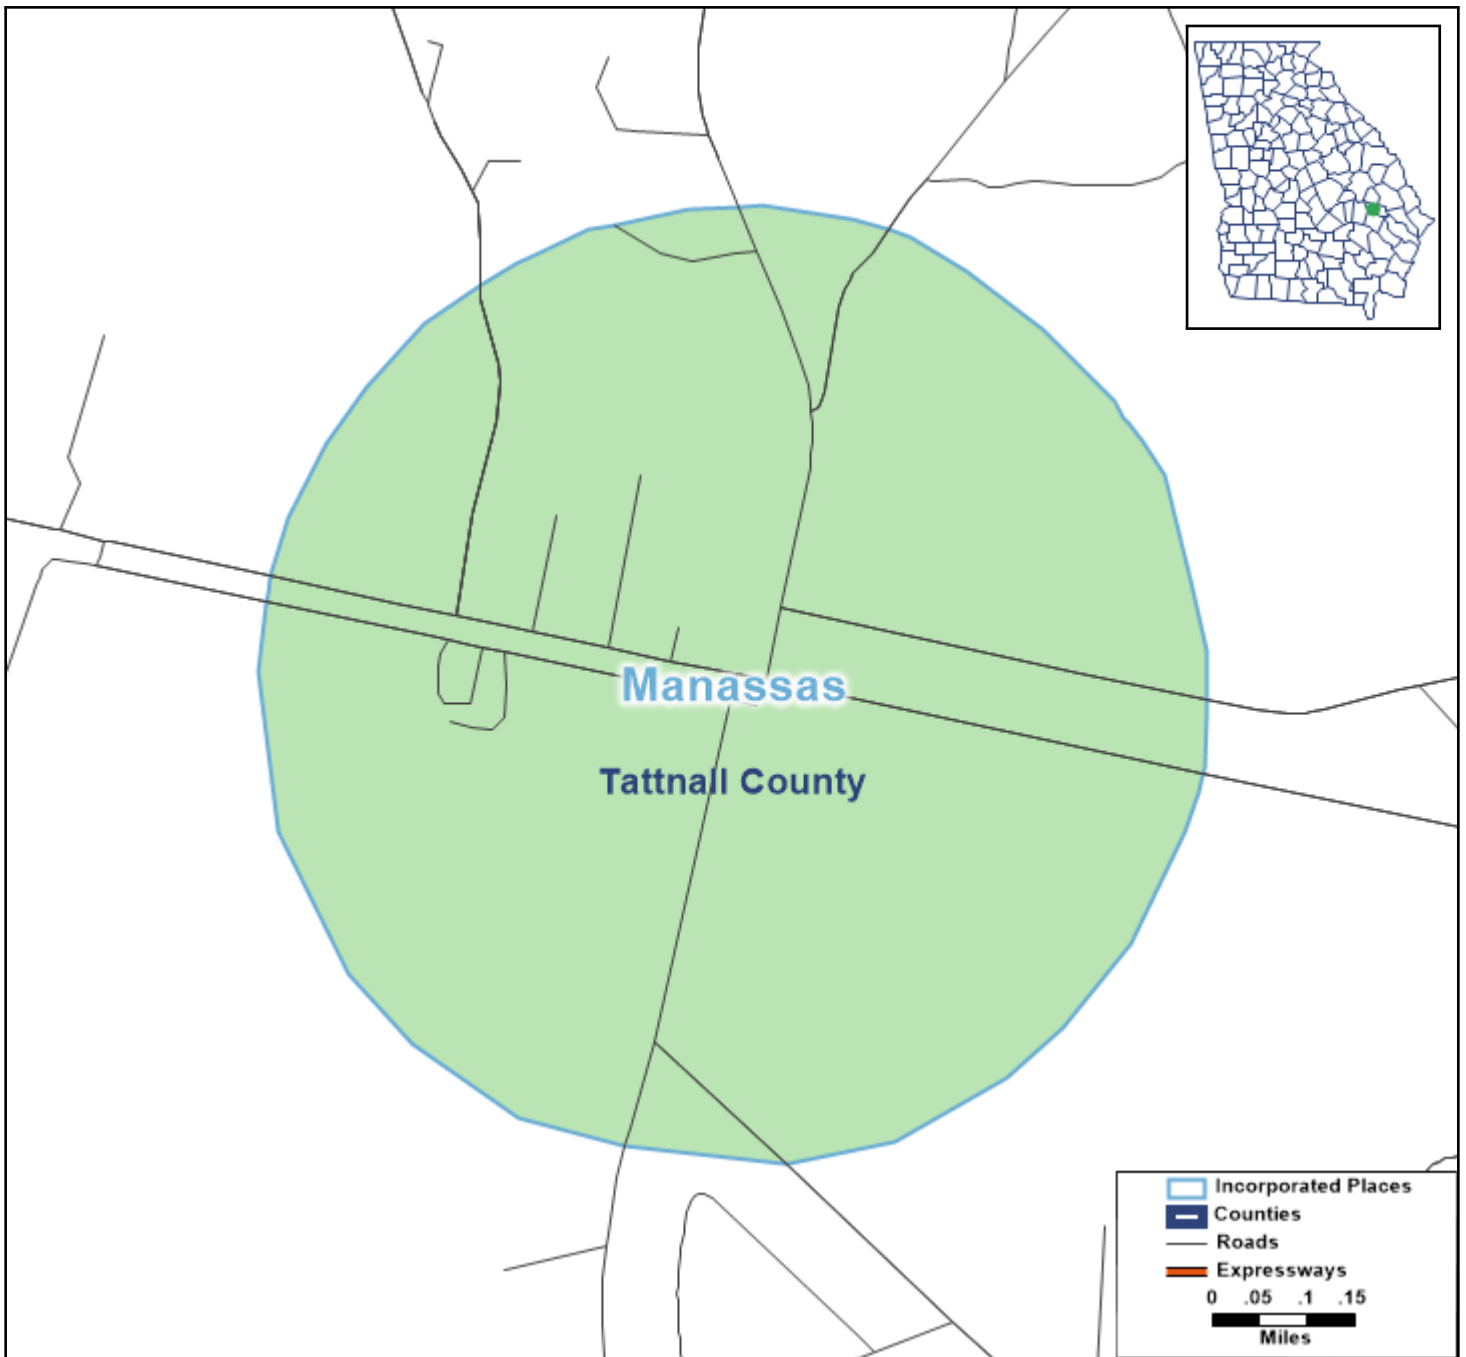 Manassas
Tattnall County
Incorporated Places
Counties
Roads
Expressways
0 .05 .1 .15
Miles